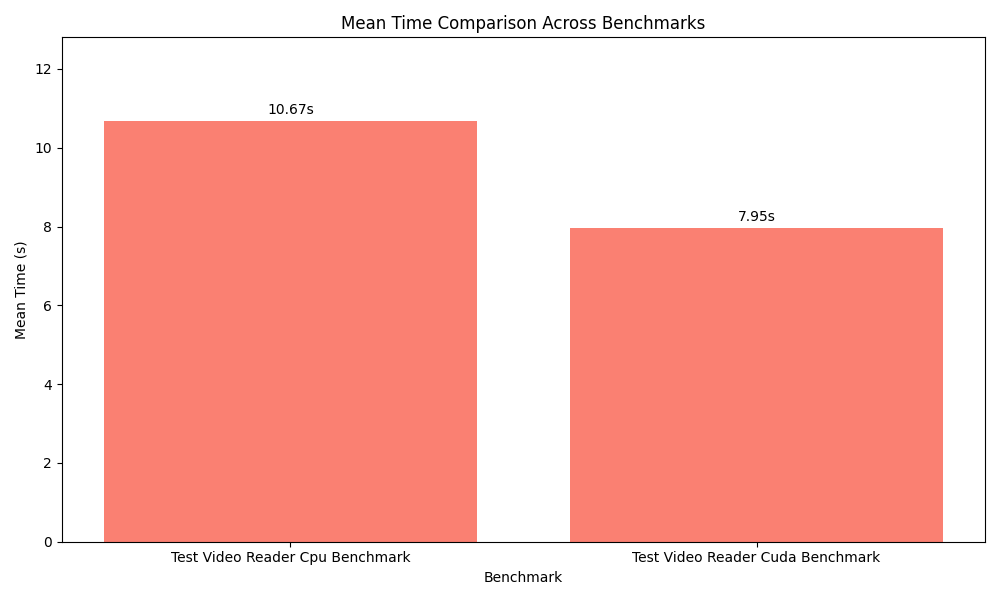 Mean Time Comparison Across Benchmarks
12
10
8
6
4
2
0
Mean Time (s)
10.67s
7.95s
Test Video Reader Cpu Benchmark
Test Video Reader Cuda Benchmark
Benchmark